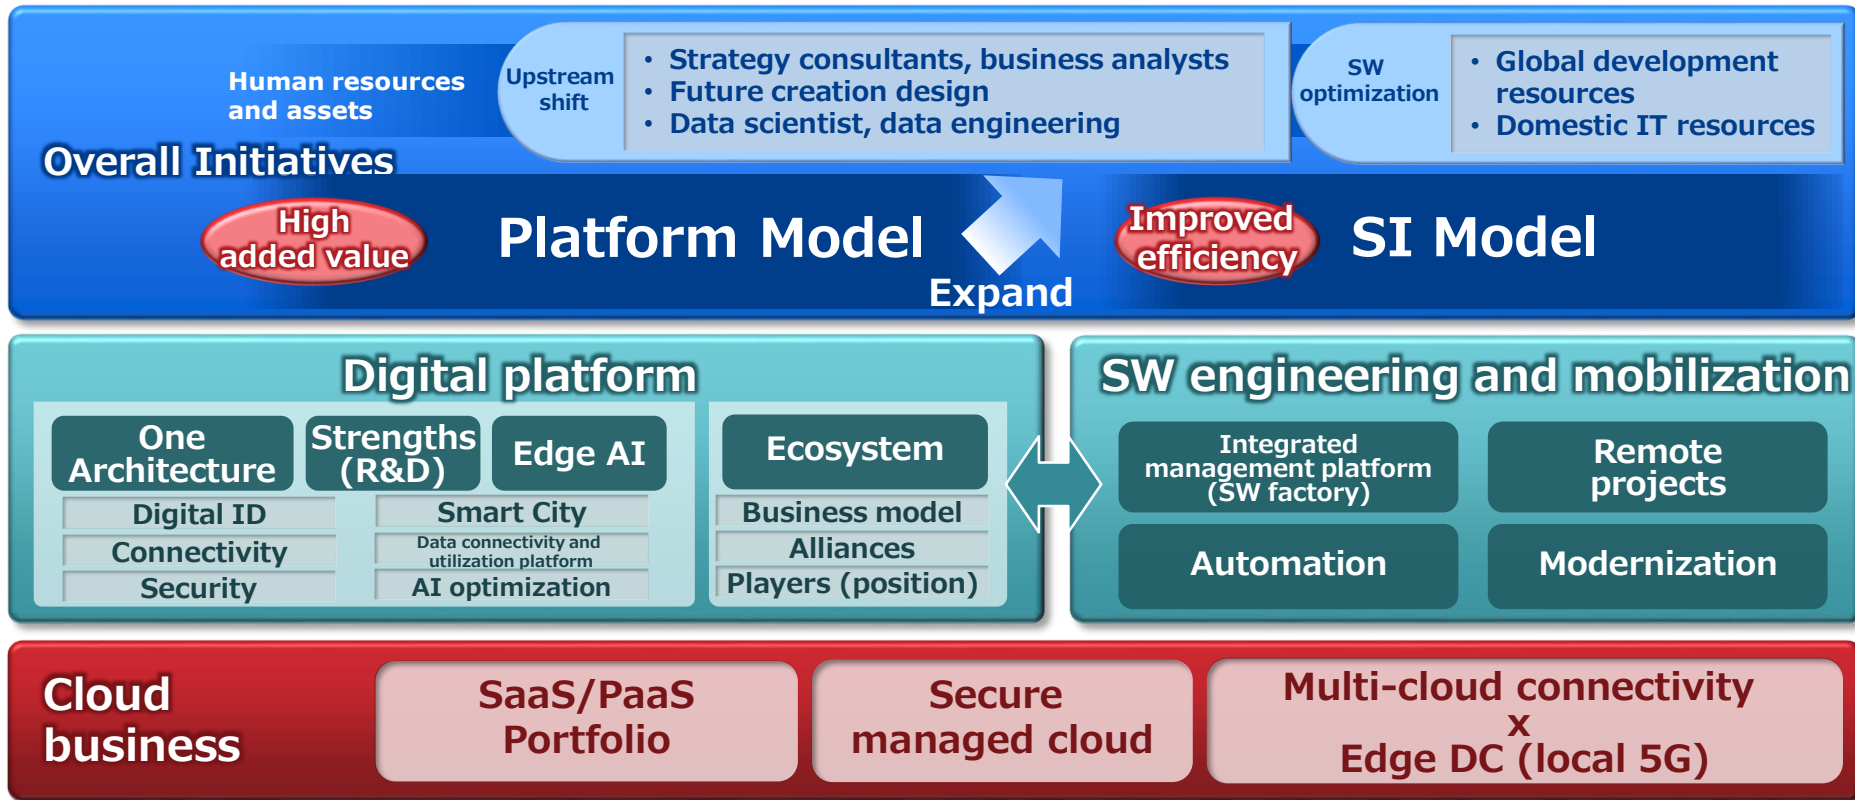 Human resources
and assets
Upstream
shift
• Strategy consultants, business analysts
• Future creation design
• Data scientist, data engineering
SW
optimization
• Global development
resources
• Domestic IT resources
Overall Initiatives
High
added value
Platform Model
Expand
Improved
efficiency
SI Model
Digital platform
One
Architecture
Strengths
(R&D)
Edge AI
Digital ID
Connectivity
Security
Smart City
Data connectivity and
utilization platform
AI optimization
Ecosystem
Business model
Alliances
Players (position)
SW engineering and mobilization
Integrated
management platform
(SW factory)
Remote
projects
Automation
Modernization
Cloud
business
SaaS/PaaS
Portfolio
Secure
managed cloud
Multi-cloud connectivity
x
Edge DC (local 5G)